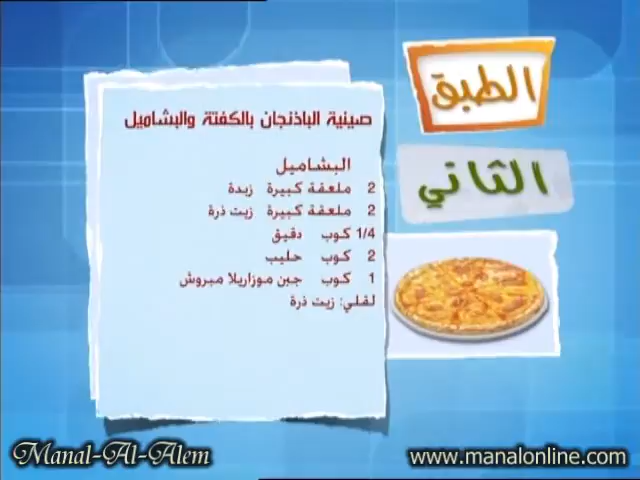 الطبق
الثاني
صينية الباذنجان بالكفتة والبشاميل
البشاميل
2 ملعقة كبيرة زبدة
2 ملعقة كبيرة زيت ذرة
1/4 كوب دقيق
2 كوب حليب
1 كوب جبن موزاريلا مبروش
لقلي: زيت ذرة
Manal-Al-Alem
www.manalonline.com